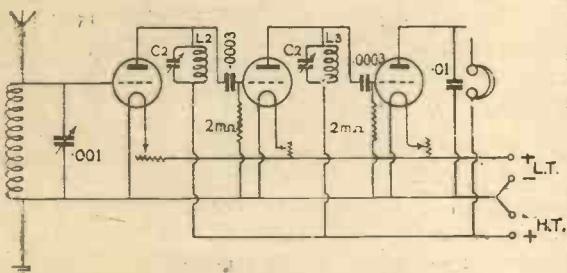 L2
C2
.0003
L3
C2
.0003
.01
.001
2mΩ
2mΩ
+ L.T.
-
- H.T.
+